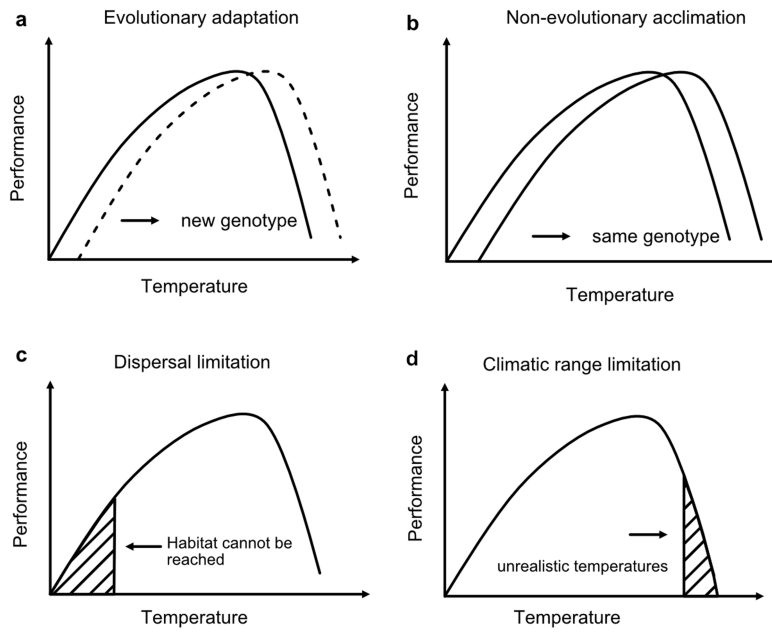 a
Evolutionary adaptation
Performance
new genotype
Temperature
b
Non-evolutionary acclimation
Performance
same genotype
Temperature
c
Dispersal limitation
Performance
Habitat cannot be
reached
Temperature
d
Climatic range limitation
Performance
unrealistic temperatures
Temperature